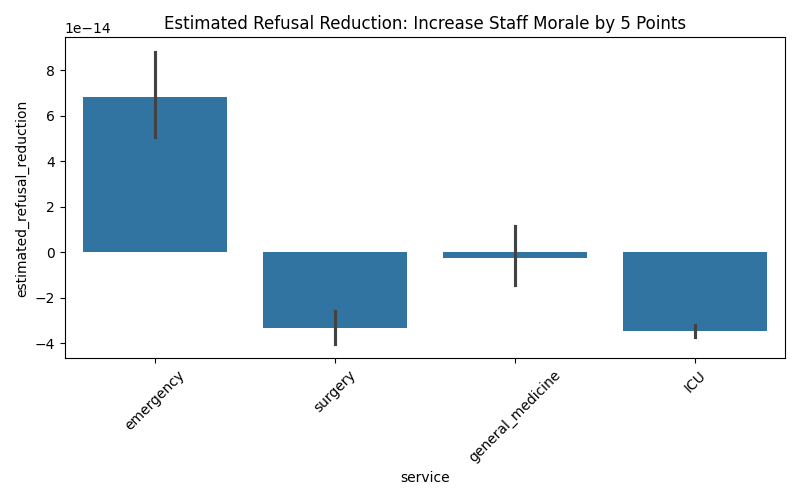 Estimated Refusal Reduction: Increase Staff Morale by 5 Points
1e−14
8
6
4
2
0
−2
−4
estimated_refusal_reduction
emergency
surgery
general_medicine
ICU
service